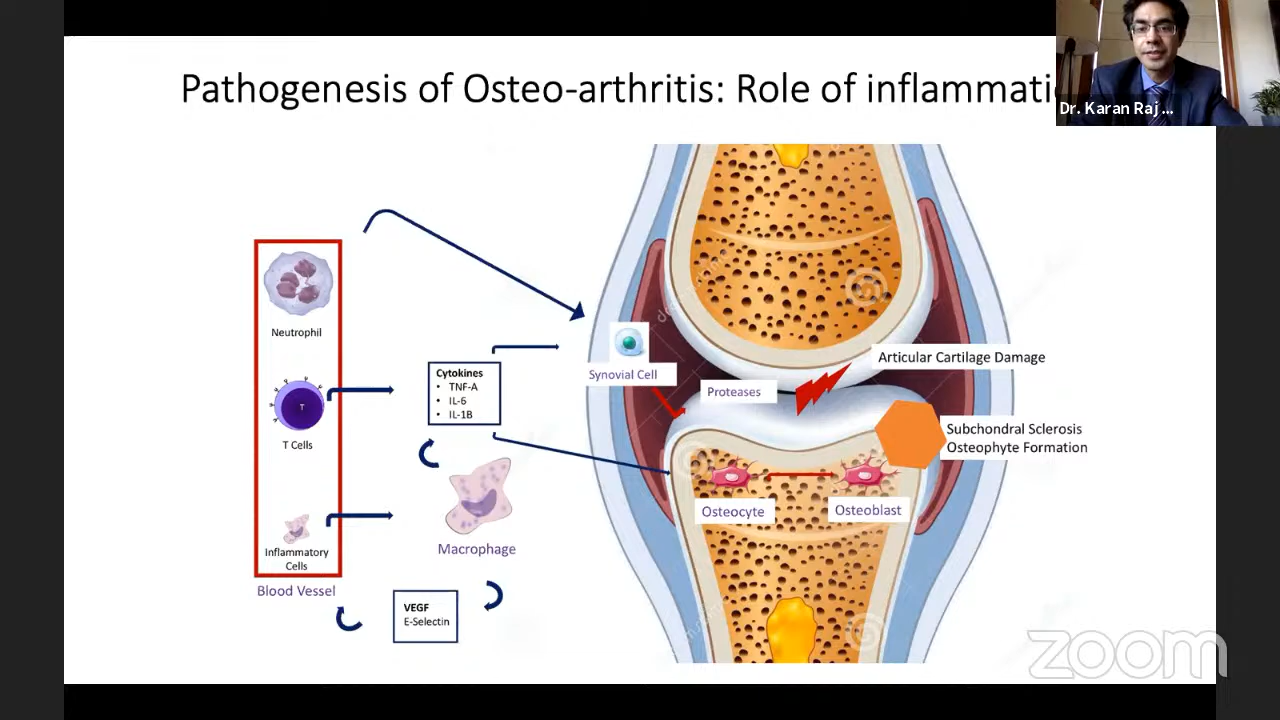 Pathogenesis of Osteo-arthritis: Role of inflammati
Dr. Karan Raj ...
Neutrophil
T
T Cells
Inflammatory
Cells
Blood Vessel
Cytokines
• TNF-A
• IL-6
• IL-1B
Macrophage
VEGF
E-Selectin
Synovial Cell
Proteases
Articular Cartilage Damage
Subchondral Sclerosis
Osteophyte Formation
Osteocyte
Osteoblast
zoom